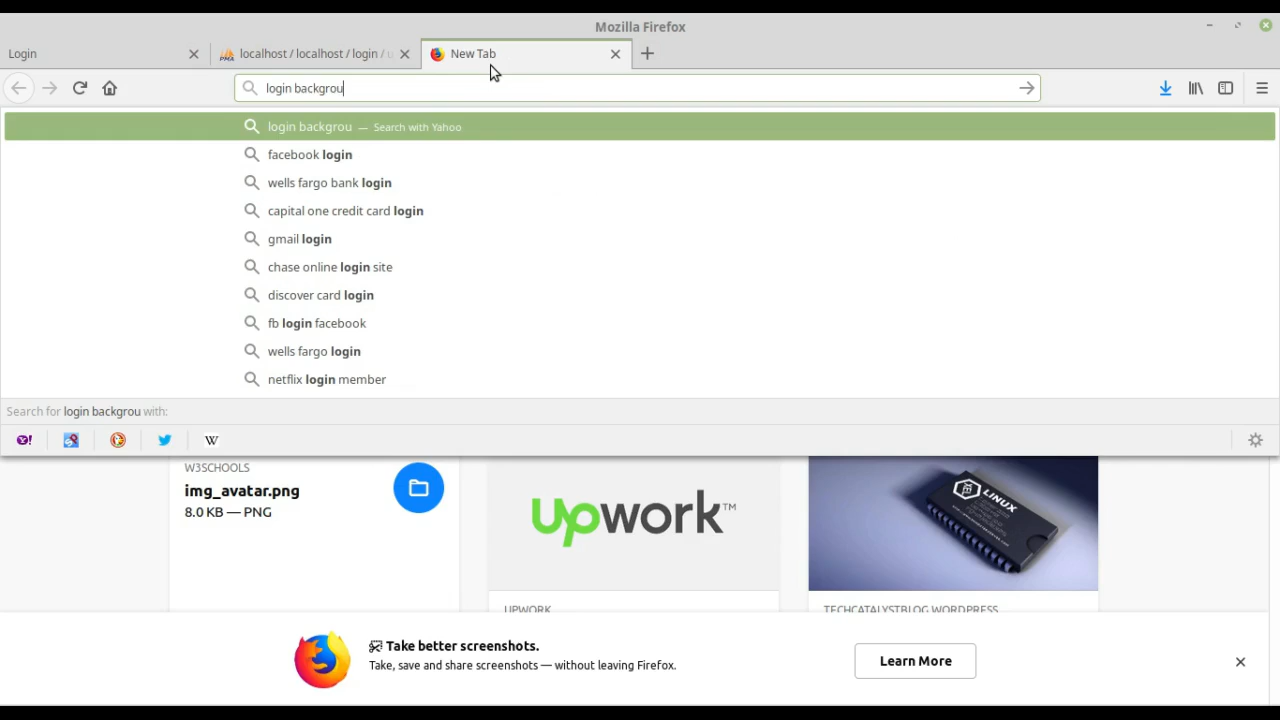 Mozilla Firefox
Login
localhost / localhost / login / u
New Tab
login backgrou
login backgrou — Search with Yahoo
facebook login
wells fargo bank login
capital one credit card login
gmail login
chase online login site
discover card login
fb login facebook
wells fargo login
netflix login member
Search for login backgrou with:
W3SCHOOLS
img_avatar.png
8.0 KB — PNG
upwork™
LINUX
UPWORK
TECHCATALYSTBLOG.WORDPRESS
Take better screenshots.
Take, save and share screenshots — without leaving Firefox.
Learn More